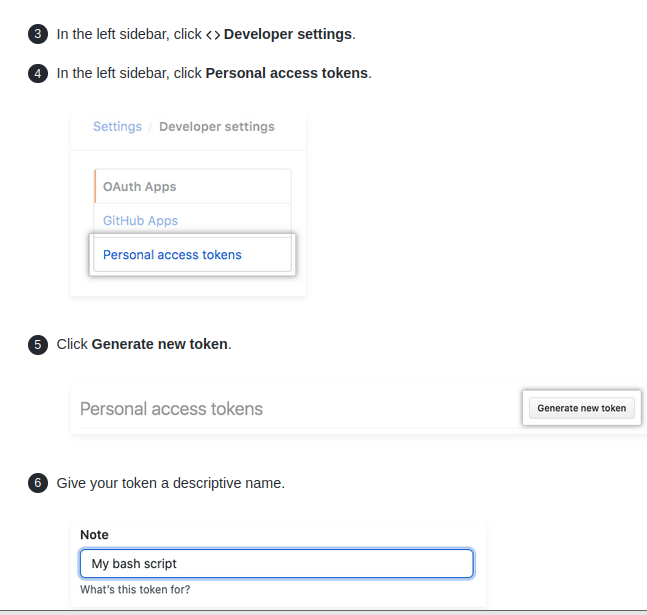 3 In the left sidebar, click <> Developer settings.
4 In the left sidebar, click Personal access tokens.
Settings / Developer settings
OAuth Apps
GitHub Apps
Personal access tokens
5 Click Generate new token.
Personal access tokens Generate new token
6 Give your token a descriptive name.
Note
My bash script
What's this token for?